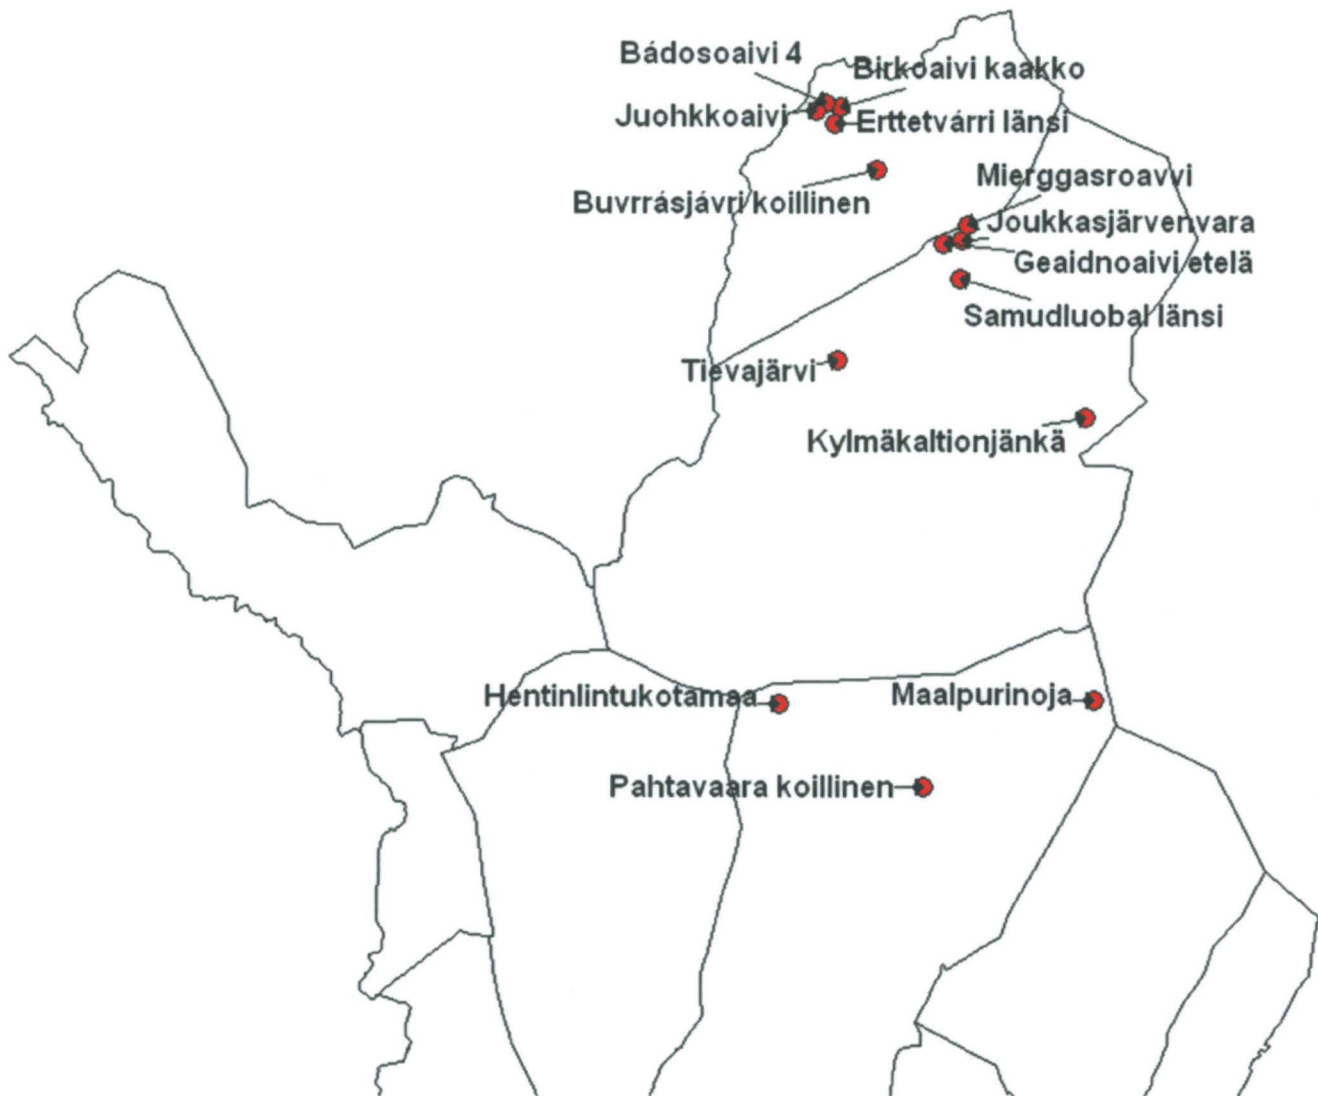 Bádosoaivi 4
Birkoaivi kaakko
Juohkkoaivi
Erttetvárri länsi
Mierggasroavvi
Buvrrásjávri koillinen
Joukkasjärvenvara
Geaidnoaivi etelä
Samudluobal länsi
Tievajärvi
Kylmäkaltionjänkä
Hentinlintukotamaa
Maalpurinoja
Pahtavaara koillinen